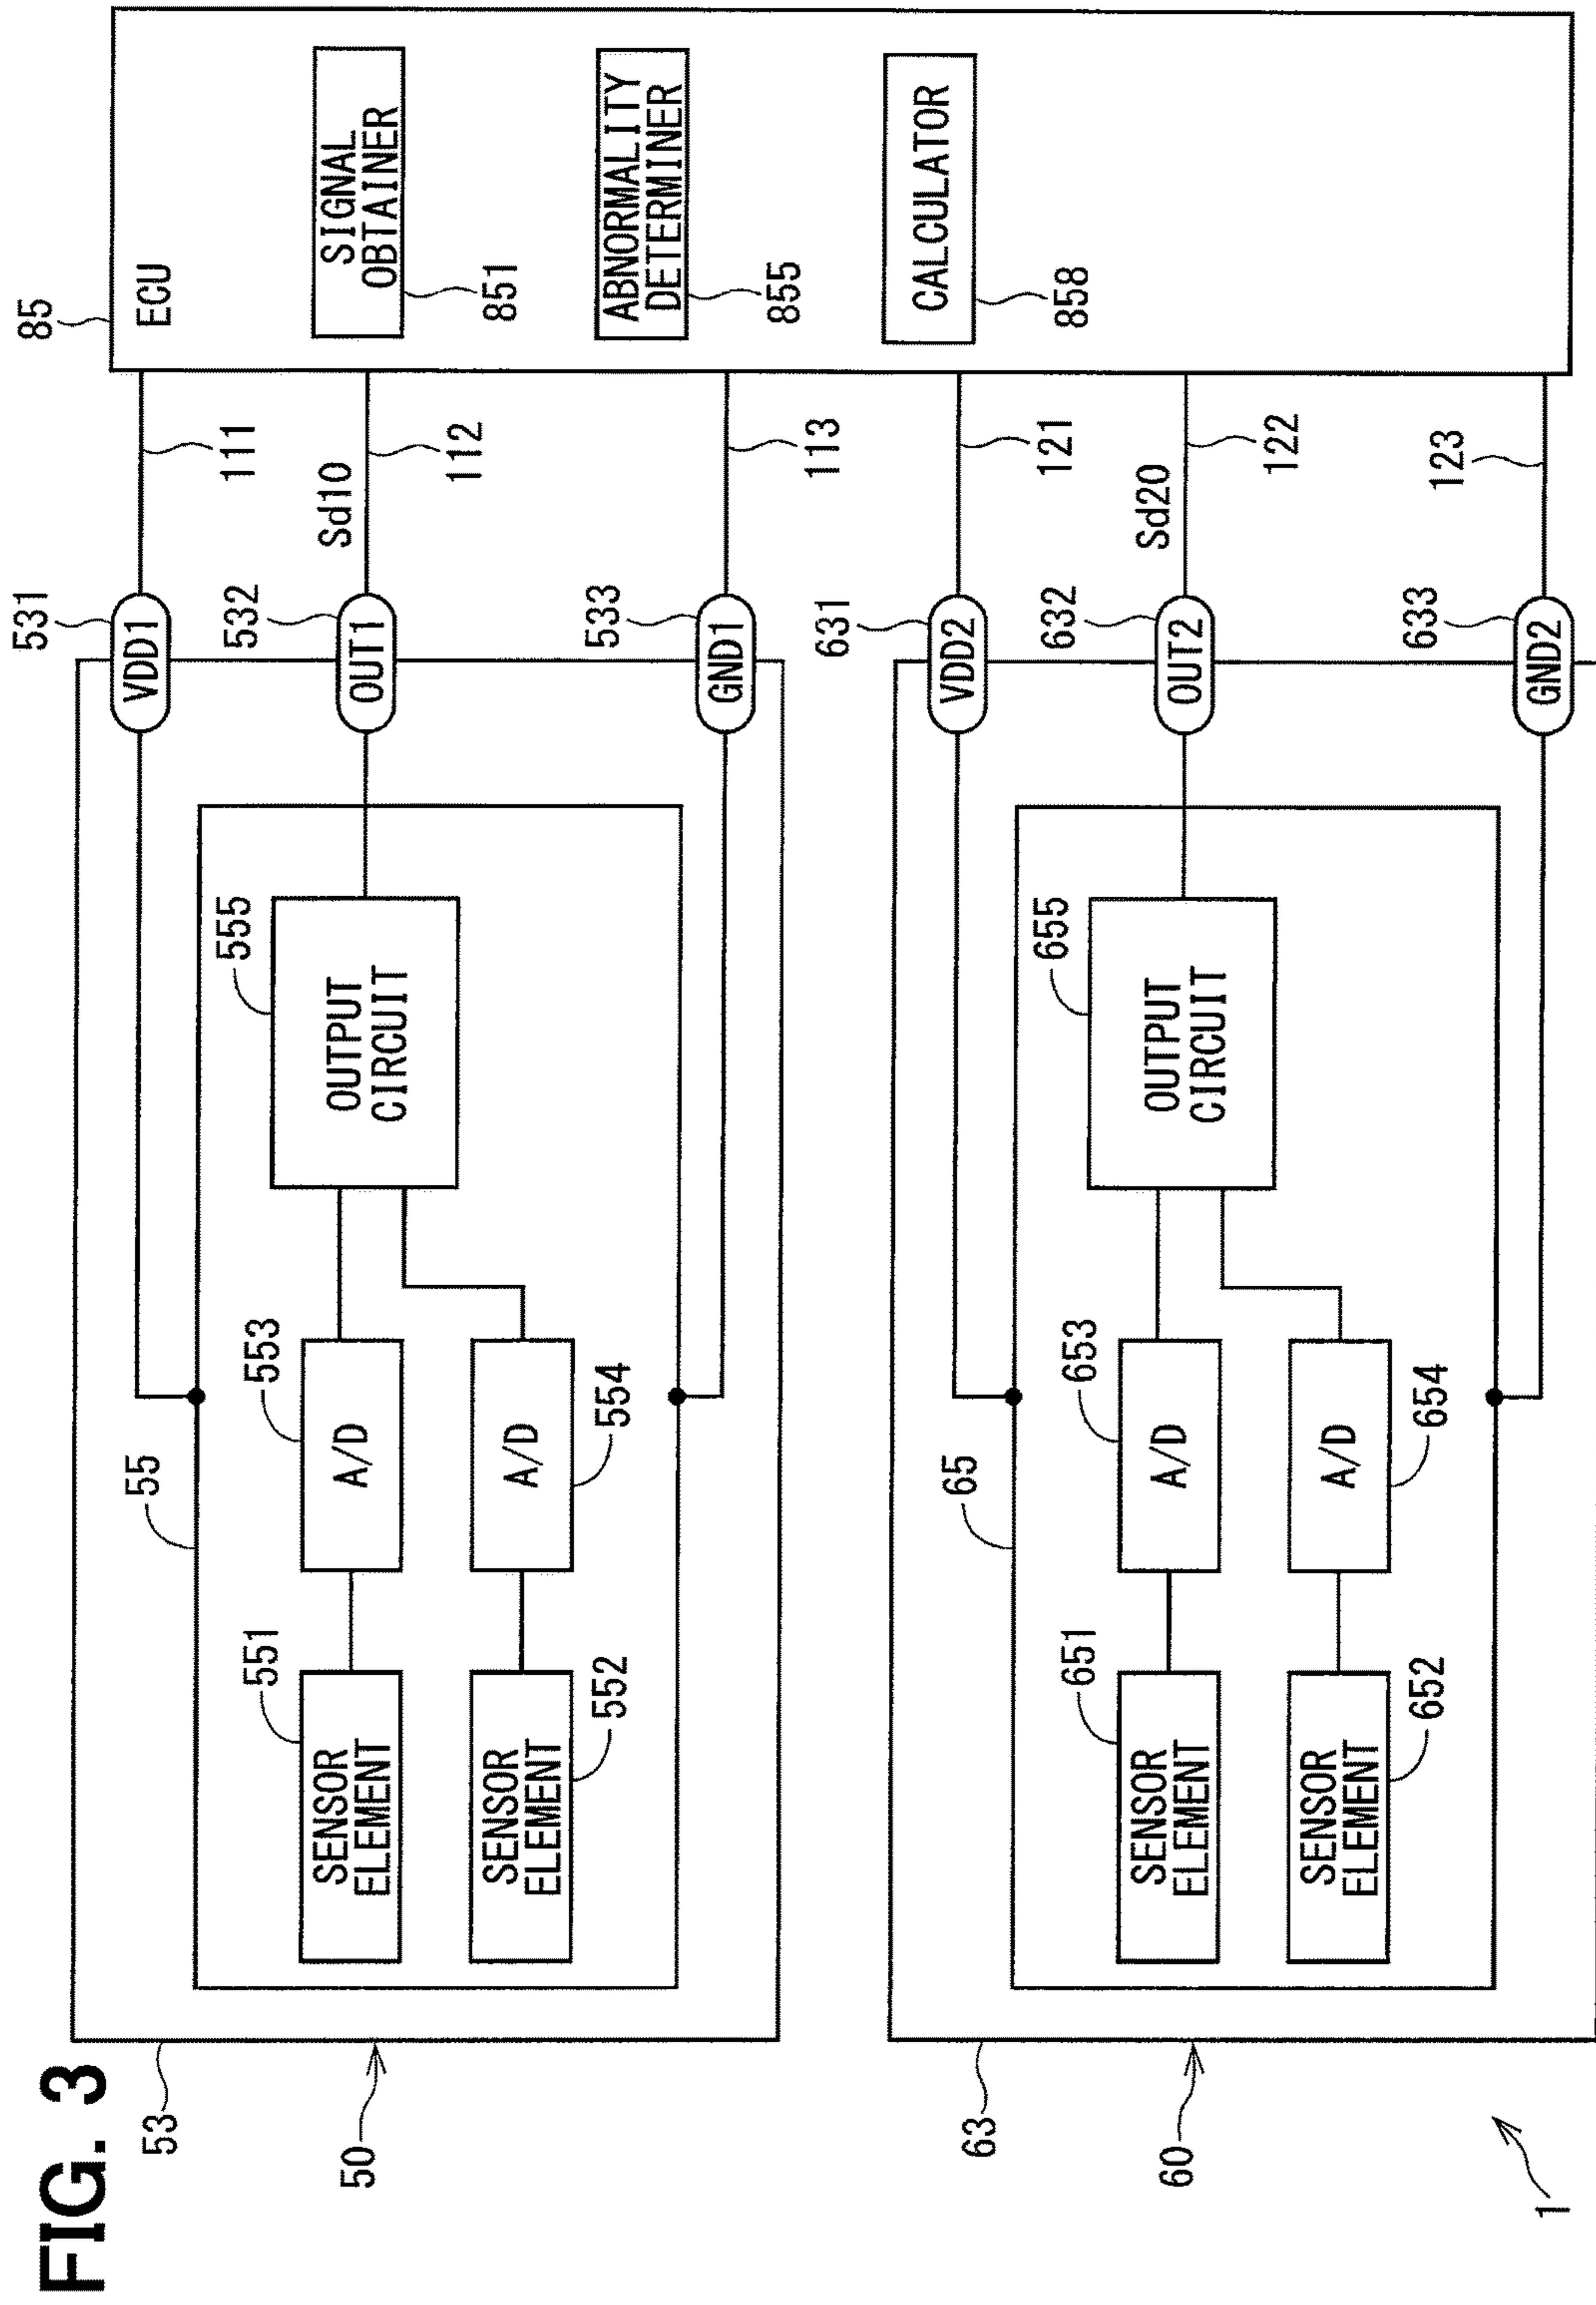 FIG. 3
53
50
55
551
SENSOR
ELEMENT
553
A/D
552
SENSOR
ELEMENT
554
A/D
555
OUTPUT
CIRCUIT
531
VDD1
532
OUT1
533
GND1
111
Sd10
112
113
63
60
65
651
SENSOR
ELEMENT
653
A/D
652
SENSOR
ELEMENT
654
A/D
655
OUTPUT
CIRCUIT
631
VDD2
632
OUT2
633
GND2
121
Sd20
122
123
85
ECU
SIGNAL
OBTAINER
851
ABNORMALITY
DETERMINER
855
CALCULATOR
858
1